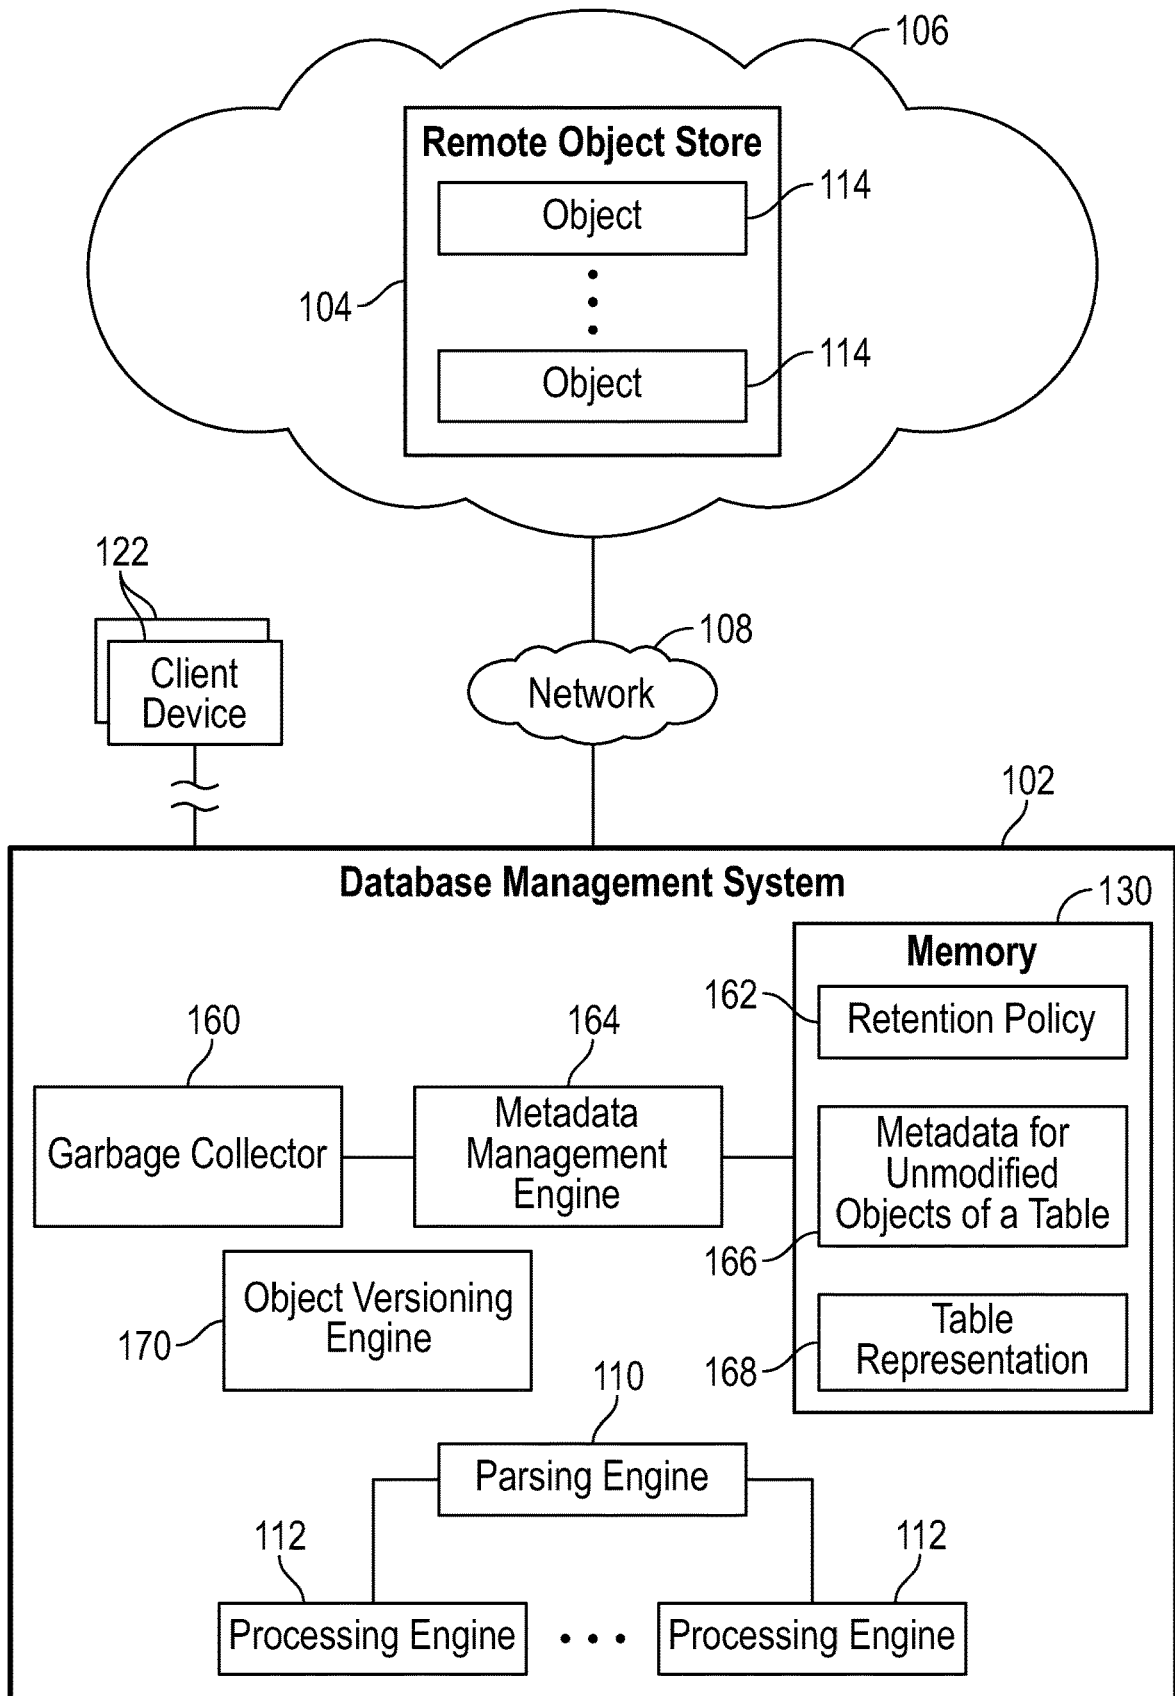 106
Remote Object Store
Object
114
104
Object
114
122
Client
Device
108
Network
102
Database Management System
130
Memory
162
Retention Policy
160
164
Garbage Collector
Metadata
Management
Engine
Metadata for
Unmodified
Objects of a Table
166
Object Versioning
Engine
170
Table
Representation
168
110
Parsing Engine
112
112
Processing Engine
Processing Engine